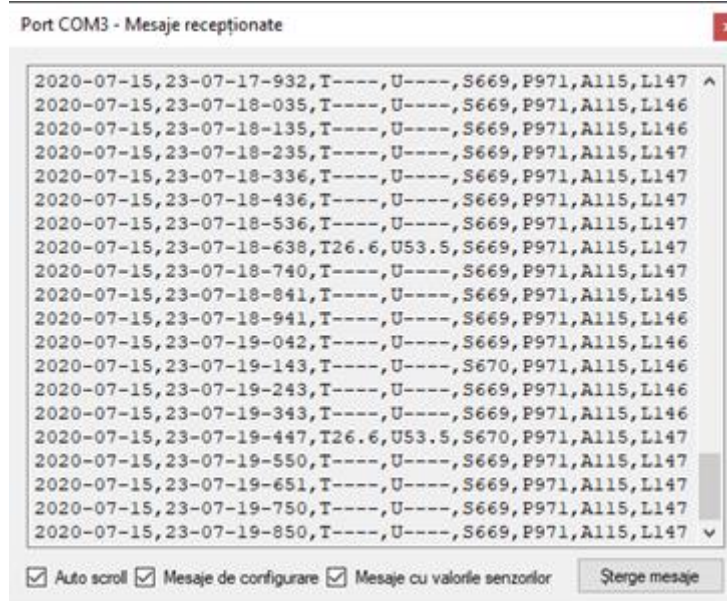 Port COM3 - Mesaje recepționate
2020-07-15,23-07-17-932,T----,U----,S669,P971,A115,L147
2020-07-15,23-07-18-035,T----,U----,S669,P971,A115,L146
2020-07-15,23-07-18-135,T----,U----,S669,P971,A115,L146
2020-07-15,23-07-18-235,T----,U----,S669,P971,A115,L147
2020-07-15,23-07-18-336,T----,U----,S669,P971,A115,L147
2020-07-15,23-07-18-436,T----,U----,S669,P971,A115,L147
2020-07-15,23-07-18-536,T----,U----,S669,P971,A115,L147
2020-07-15,23-07-18-638,T26.6,U53.5,S669,P971,A115,L147
2020-07-15,23-07-18-740,T----,U----,S669,P971,A115,L147
2020-07-15,23-07-18-841,T----,U----,S669,P971,A115,L145
2020-07-15,23-07-18-941,T----,U----,S669,P971,A115,L146
2020-07-15,23-07-19-042,T----,U----,S669,P971,A115,L146
2020-07-15,23-07-19-143,T----,U----,S670,P971,A115,L146
2020-07-15,23-07-19-243,T----,U----,S669,P971,A115,L146
2020-07-15,23-07-19-343,T----,U----,S669,P971,A115,L146
2020-07-15,23-07-19-447,T26.6,U53.5,S670,P971,A115,L147
2020-07-15,23-07-19-550,T----,U----,S669,P971,A115,L147
2020-07-15,23-07-19-651,T----,U----,S669,P971,A115,L147
2020-07-15,23-07-19-750,T----,U----,S669,P971,A115,L147
2020-07-15,23-07-19-850,T----,U----,S669,P971,A115,L147
Auto scroll Mesaje de configurare Mesaje cu valorile senzorilor Șterge mesaje